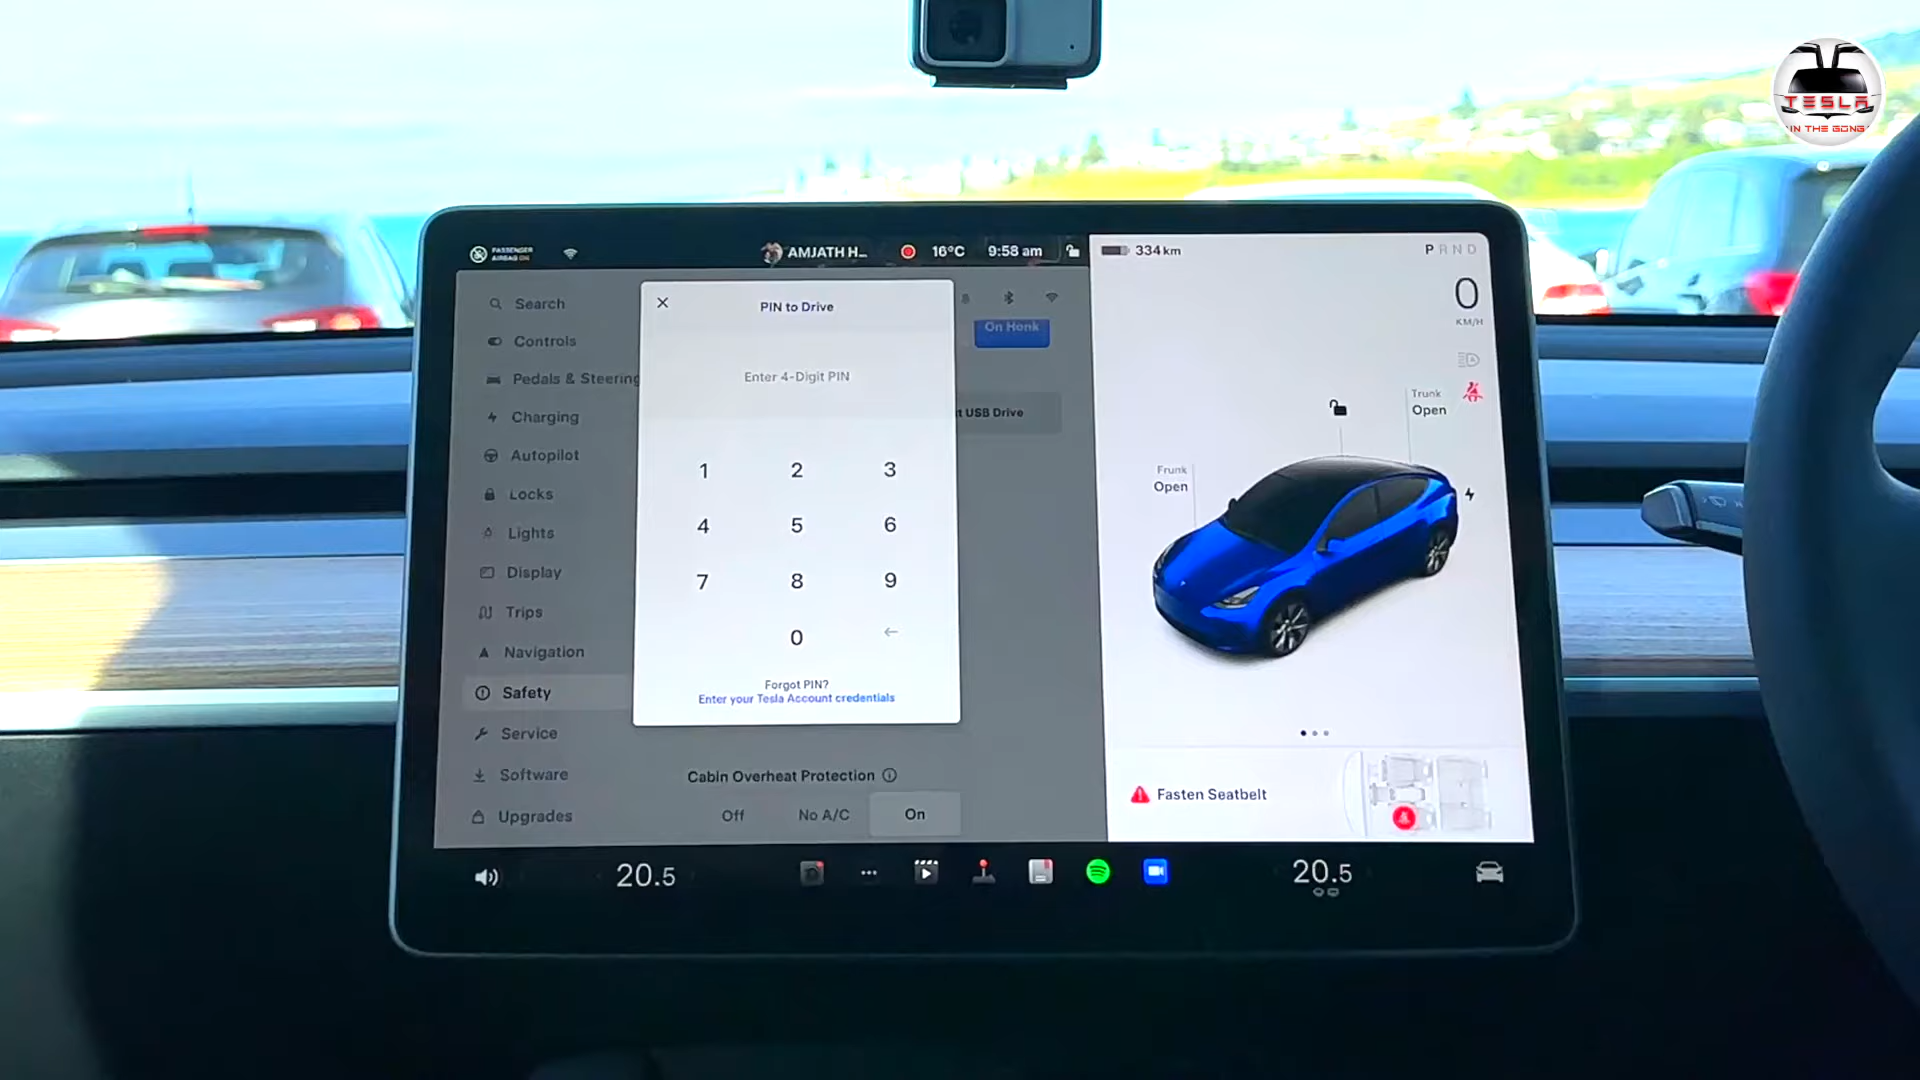 TESLA
IN THE GONG
PASSENGER
AIRBAG ON
AMJATH H...
16°C
9:58 am
334 km
P R N D
0
KM/H
Search
Controls
Pedals & Steering
Charging
Autopilot
Locks
Lights
Display
Trips
Navigation
Safety
Service
Software
Upgrades
On Honk
t USB Drive
PIN to Drive
Enter 4-Digit PIN
1 2 3
4 5 6
7 8 9
0 ←
Forgot PIN?
Enter your Tesla Account credentials
Cabin Overheat Protection
Off No A/C On
Trunk
Open
Frunk
Open
Fasten Seatbelt
20.5
20.5